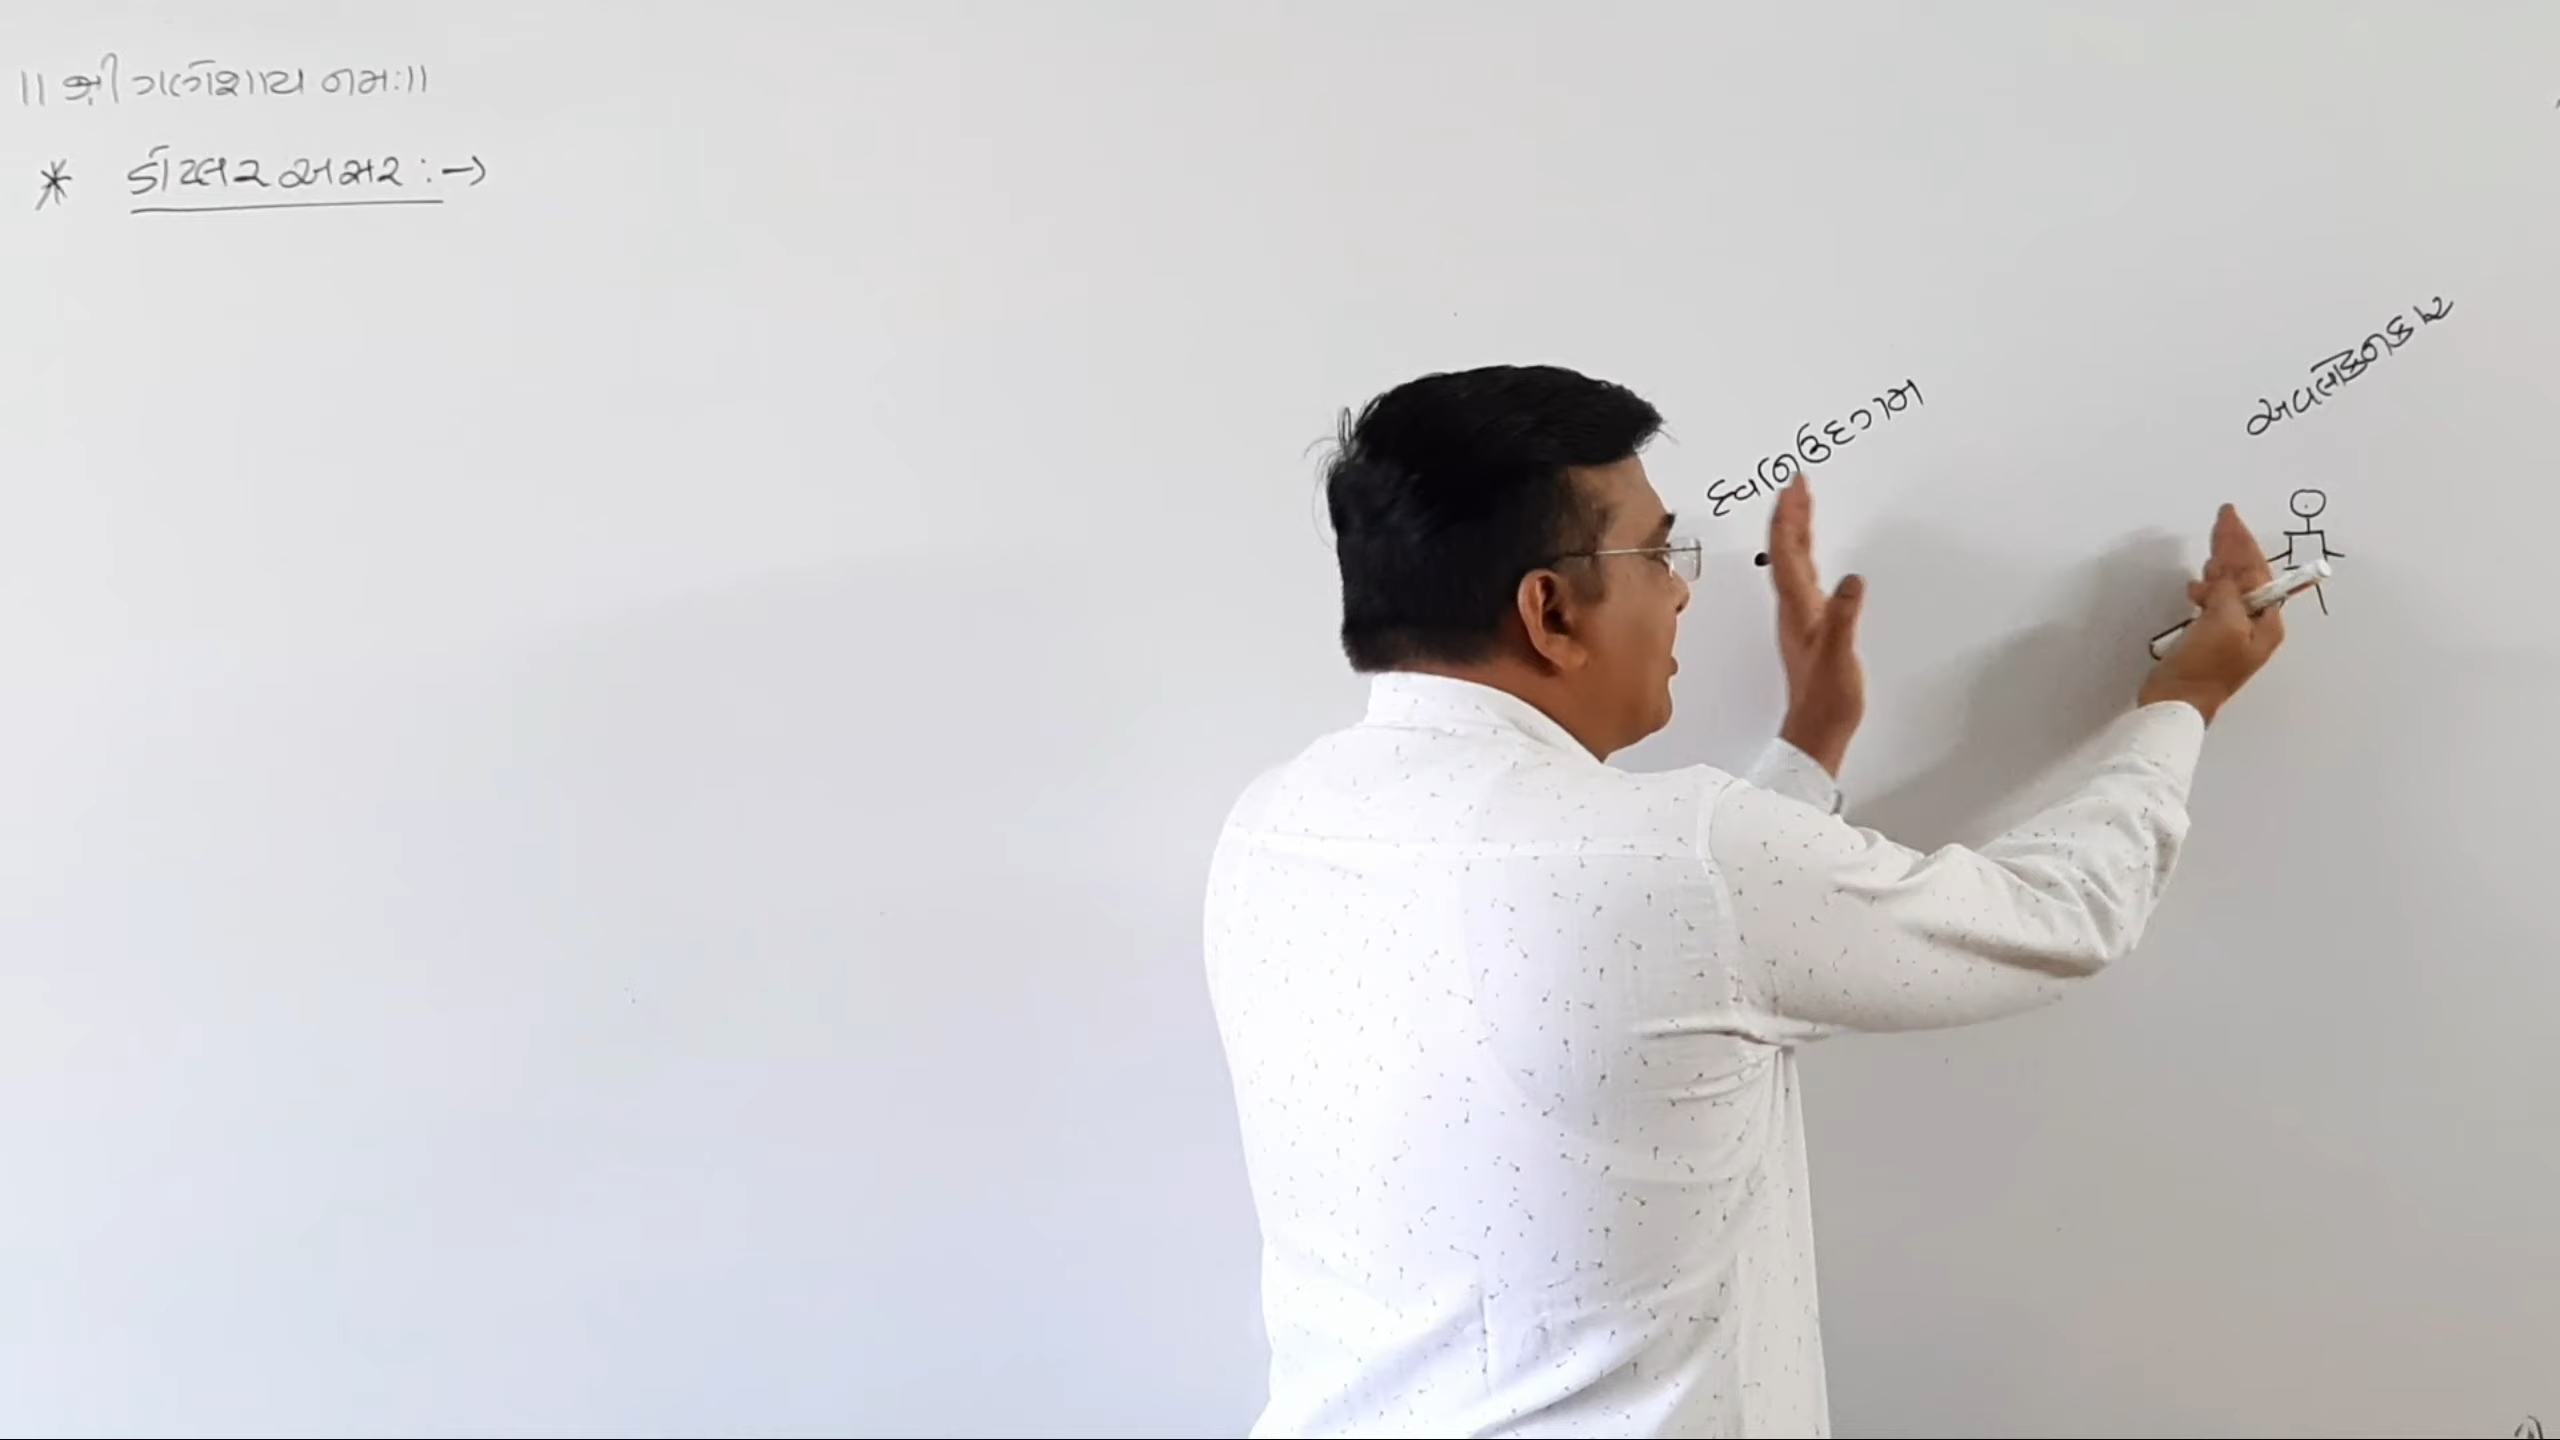 ॥ શ્રી ગણેશાય નમઃ॥
* ડૉપ્લર અસર :→
ધ્વનિઉદગમ
અવલોકનકાર